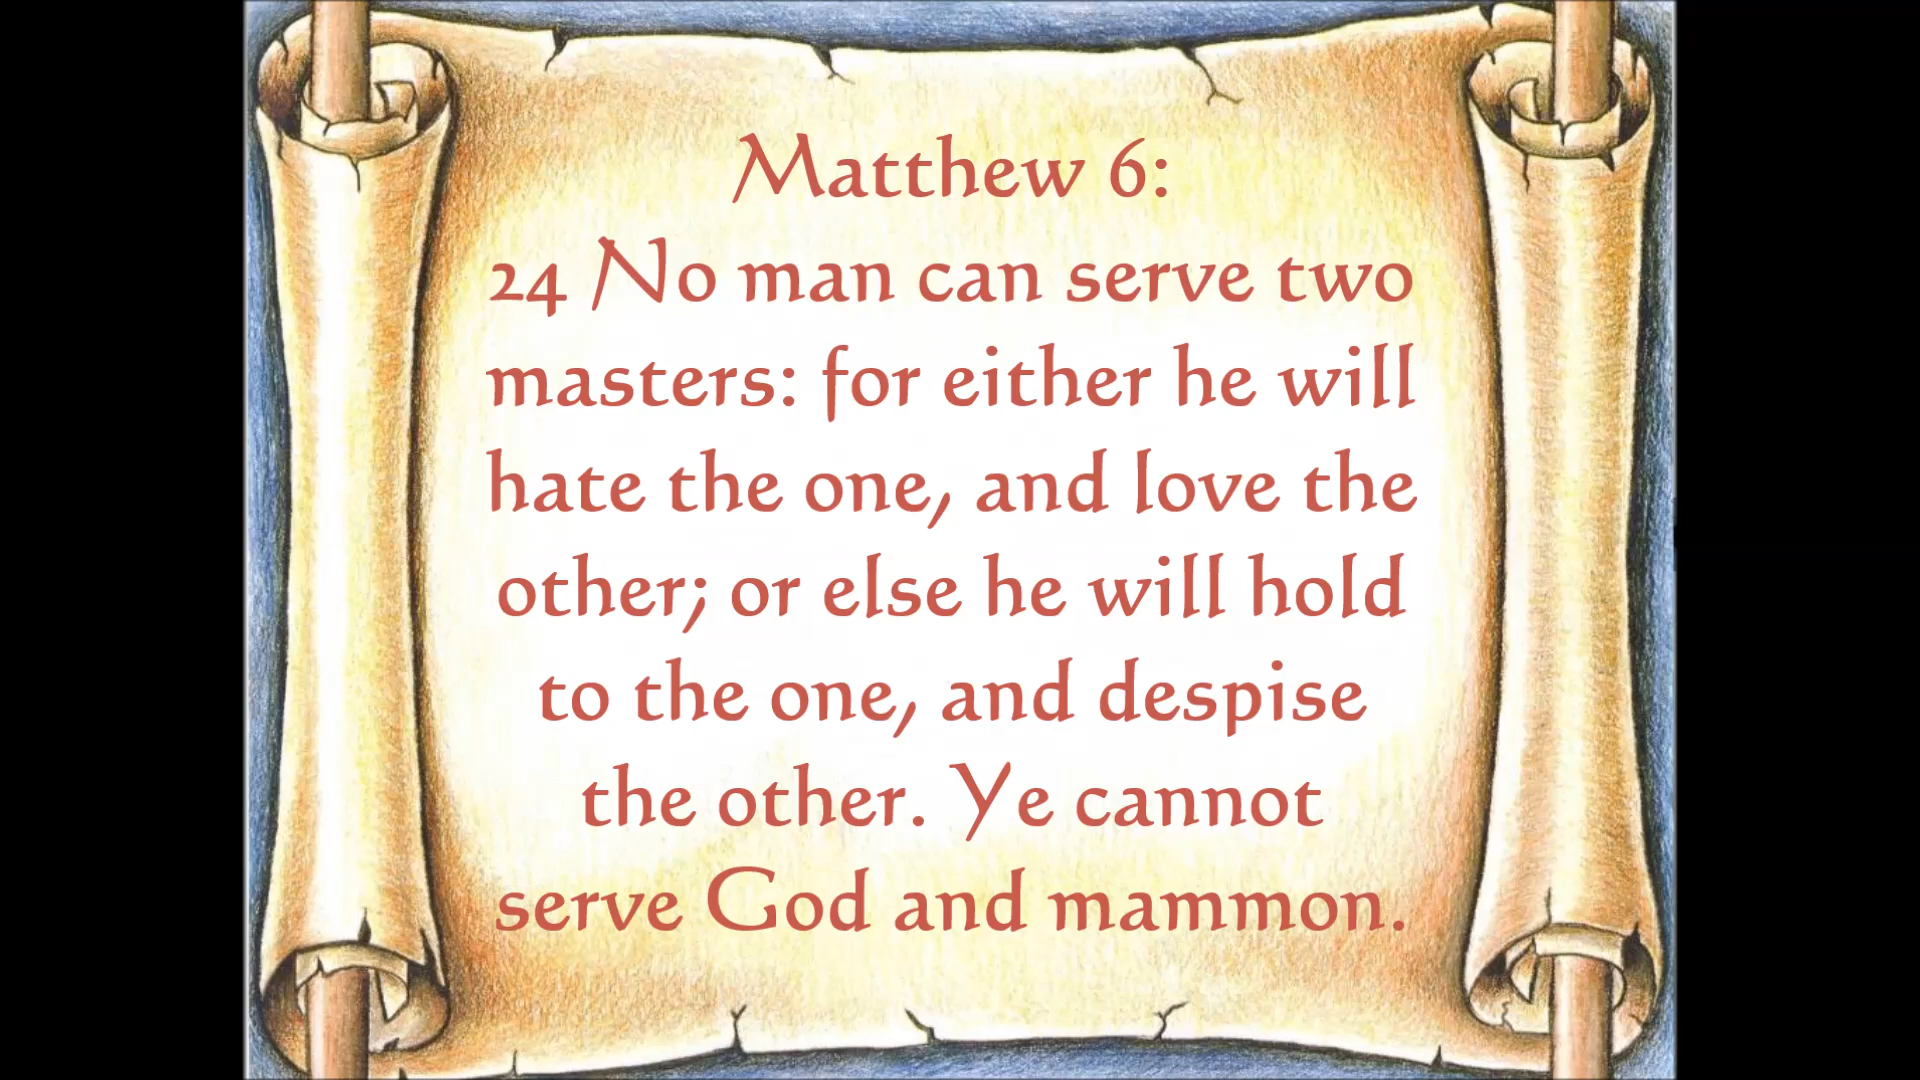 Matthew 6:
24 No man can serve two
masters: for either he will
hate the one, and love the
other; or else he will hold
to the one, and despise
the other. Ye cannot
serve God and mammon.